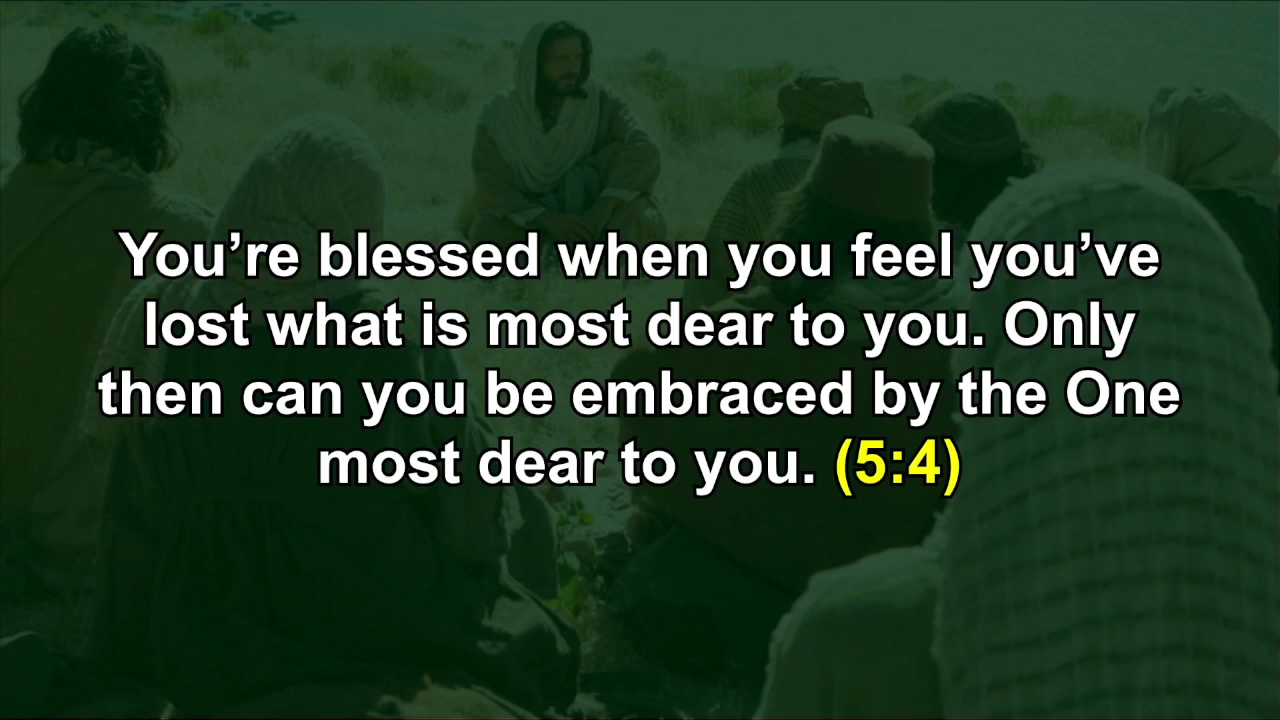 You’re blessed when you feel you’ve
lost what is most dear to you. Only
then can you be embraced by the One
most dear to you. (5:4)